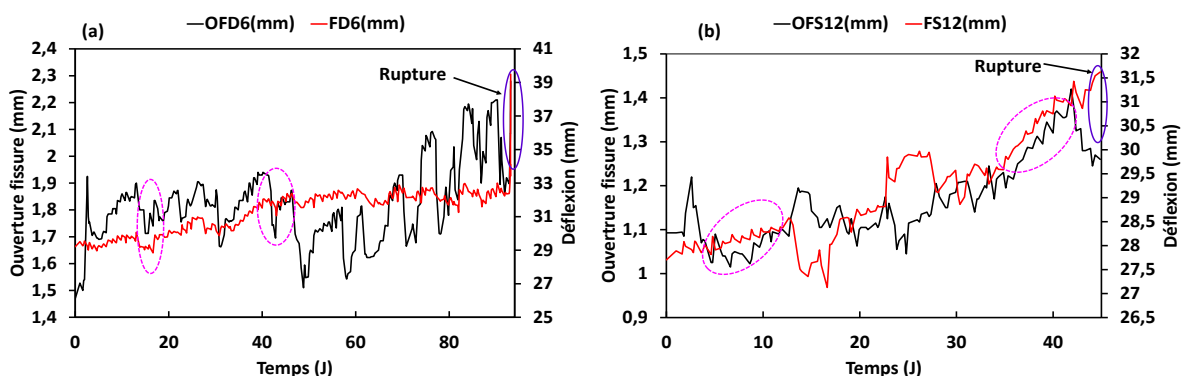 OFD6(mm) FD6(mm)
(a)
Rupture
Ouverture fissure (mm)
2,4
2,3
2,2
2,1
2
1,9
1,8
1,7
1,6
1,5
1,4
41
39
37
35
33
31
29
27
25
Déflexion (mm)
0 20 40 60 80
Temps (J)
OFS12(mm) FS12(mm)
(b)
Rupture
Ouvertrure fissure (mm)
1,5
1,4
1,3
1,2
1,1
1
0,9
32
31,5
31
30,5
30
29,5
29
28,5
28
27,5
27
26,5
Déflexion (mm)
0 10 20 30 40
Temps (J)